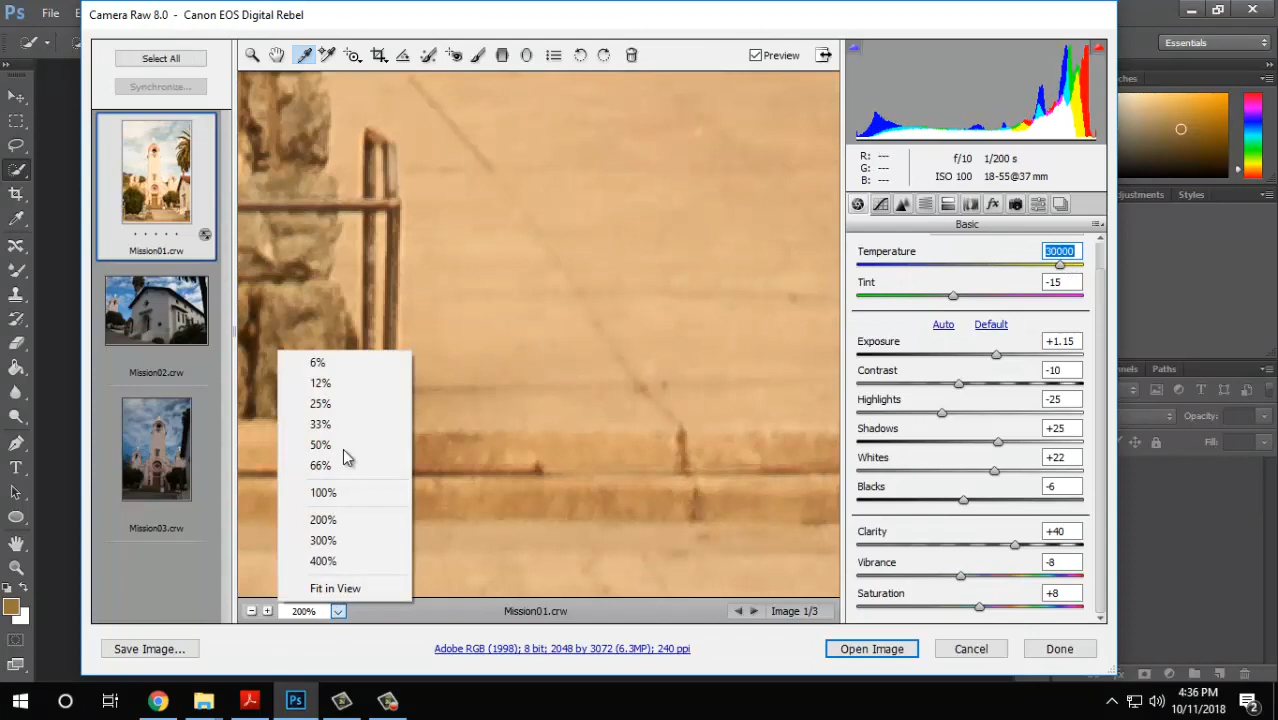 Camera Raw 8.0 - Canon EOS Digital Rebel
Ps File
Essentials
Select All
Synchronize...
Preview
Mission01.crw
Mission02.crw
Mission03.crw
R: ---
G: ---
B: ---
f/10 1/200 s
ISO 100 18-55@37 mm
Basic
Temperature 30000
Tint -15
Auto Default
Exposure +1.15
Contrast -10
Highlights -25
Shadows +25
Whites +22
Blacks -6
Clarity +40
Vibrance -8
Saturation +8
6%
12%
25%
33%
50%
66%
100%
200%
300%
400%
Fit in View
200%
Mission01.crw
Image 1/3
Save Image...
Adobe RGB (1998); 8 bit; 2048 by 3072 (6.3MP); 240 ppi
Open Image
Cancel
Done
Styles
Paths
Opacity:
Fill:
Ps
4:36 PM
10/11/2018
2